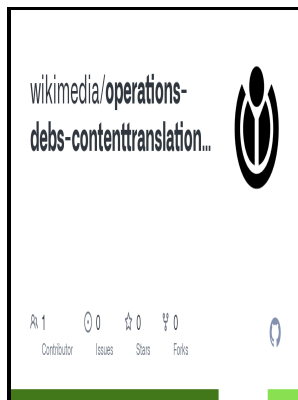 wikimedia/operations-
debs-contenttranslation...
1
0
0
0
Contributor
Issues
Stars
Forks